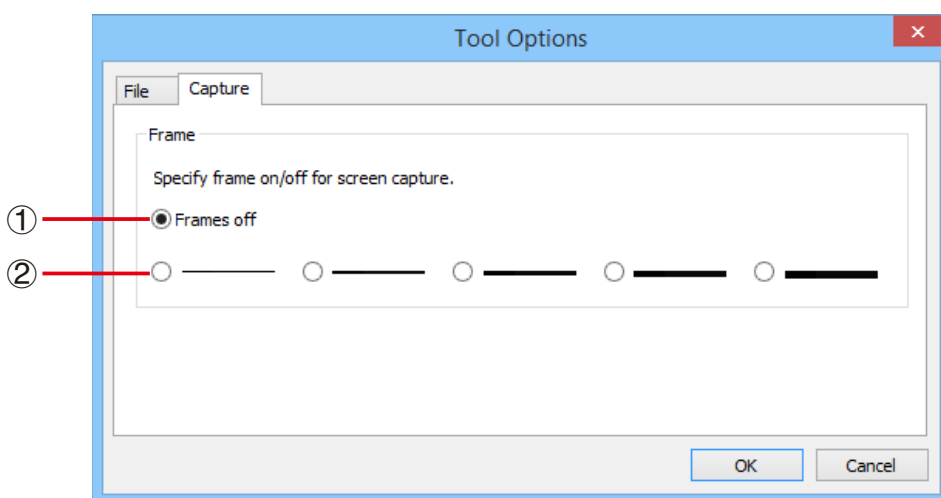 Tool Options
File Capture
Frame
Specify frame on/off for screen capture.
① Frames off
②
OK Cancel